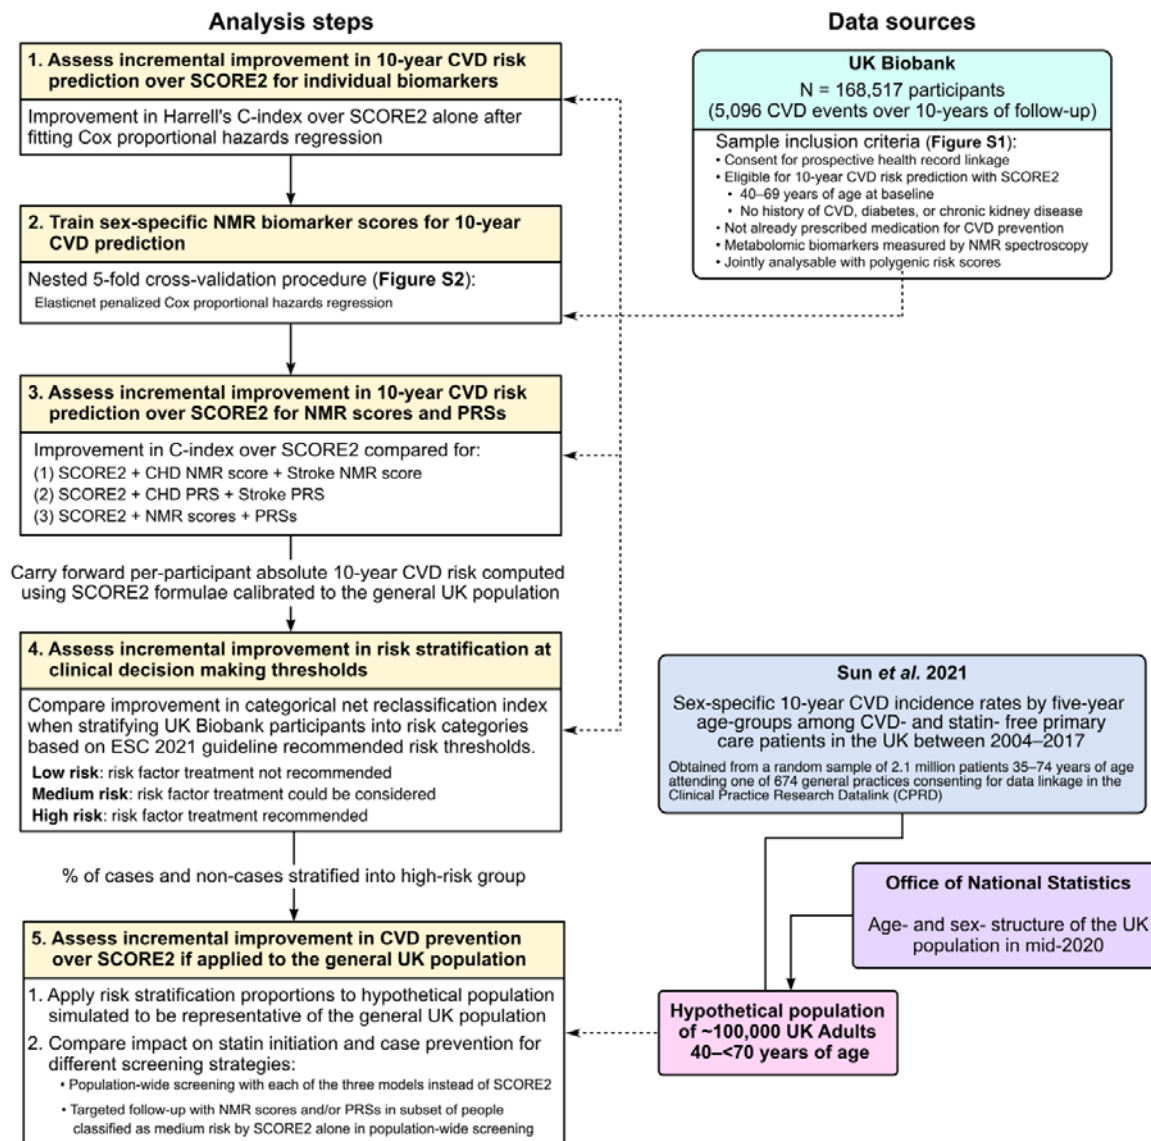 Analysis steps
1. Assess incremental improvement in 10-year CVD risk
prediction over SCORE2 for individual biomarkers
Improvement in Harrell's C-index over SCORE2 alone after
fitting Cox proportional hazards regression
2. Train sex-specific NMR biomarker scores for 10-year
CVD prediction
Nested 5-fold cross-validation procedure (Figure S2):
Elasticnet penalized Cox proportional hazards regression
3. Assess incremental improvement in 10-year CVD risk
prediction over SCORE2 for NMR scores and PRSs
Improvement in C-index over SCORE2 compared for:
(1) SCORE2 + CHD NMR score + Stroke NMR score
(2) SCORE2 + CHD PRS + Stroke PRS
(3) SCORE2 + NMR scores + PRSs
Carry forward per-participant absolute 10-year CVD risk computed
using SCORE2 formulae calibrated to the general UK population
4. Assess incremental improvement in risk stratification at
clinical decision making thresholds
Compare improvement in categorical net reclassification index
when stratifying UK Biobank participants into risk categories
based on ESC 2021 guideline recommended risk thresholds.
Low risk: risk factor treatment not recommended
Medium risk: risk factor treatment could be considered
High risk: risk factor treatment recommended
% of cases and non-cases stratified into high-risk group
5. Assess incremental improvement in CVD prevention
over SCORE2 if applied to the general UK population
1. Apply risk stratification proportions to hypothetical population
simulated to be representative of the general UK population
2. Compare impact on statin initiation and case prevention for
different screening strategies:
• Population-wide screening with each of the three models instead of SCORE2
• Targeted follow-up with NMR scores and/or PRSs in subset of people
classified as medium risk by SCORE2 alone in population-wide screening
Data sources
UK Biobank
N = 168,517 participants
(5,096 CVD events over 10-years of follow-up)
Sample inclusion criteria (Figure S1):
• Consent for prospective health record linkage
• Eligible for 10-year CVD risk prediction with SCORE2
• 40–69 years of age at baseline
• No history of CVD, diabetes, or chronic kidney disease
• Not already prescribed medication for CVD prevention
• Metabolomic biomarkers measured by NMR spectroscopy
• Jointly analysable with polygenic risk scores
Sun et al. 2021
Sex-specific 10-year CVD incidence rates by five-year
age-groups among CVD- and statin- free primary
care patients in the UK between 2004–2017
Obtained from a random sample of 2.1 million patients 35–74 years of age
attending one of 674 general practices consenting for data linkage in the
Clinical Practice Research Datalink (CPRD)
Office of National Statistics
Age- and sex- structure of the UK
population in mid-2020
Hypothetical population
of ~100,000 UK Adults
40–<70 years of age